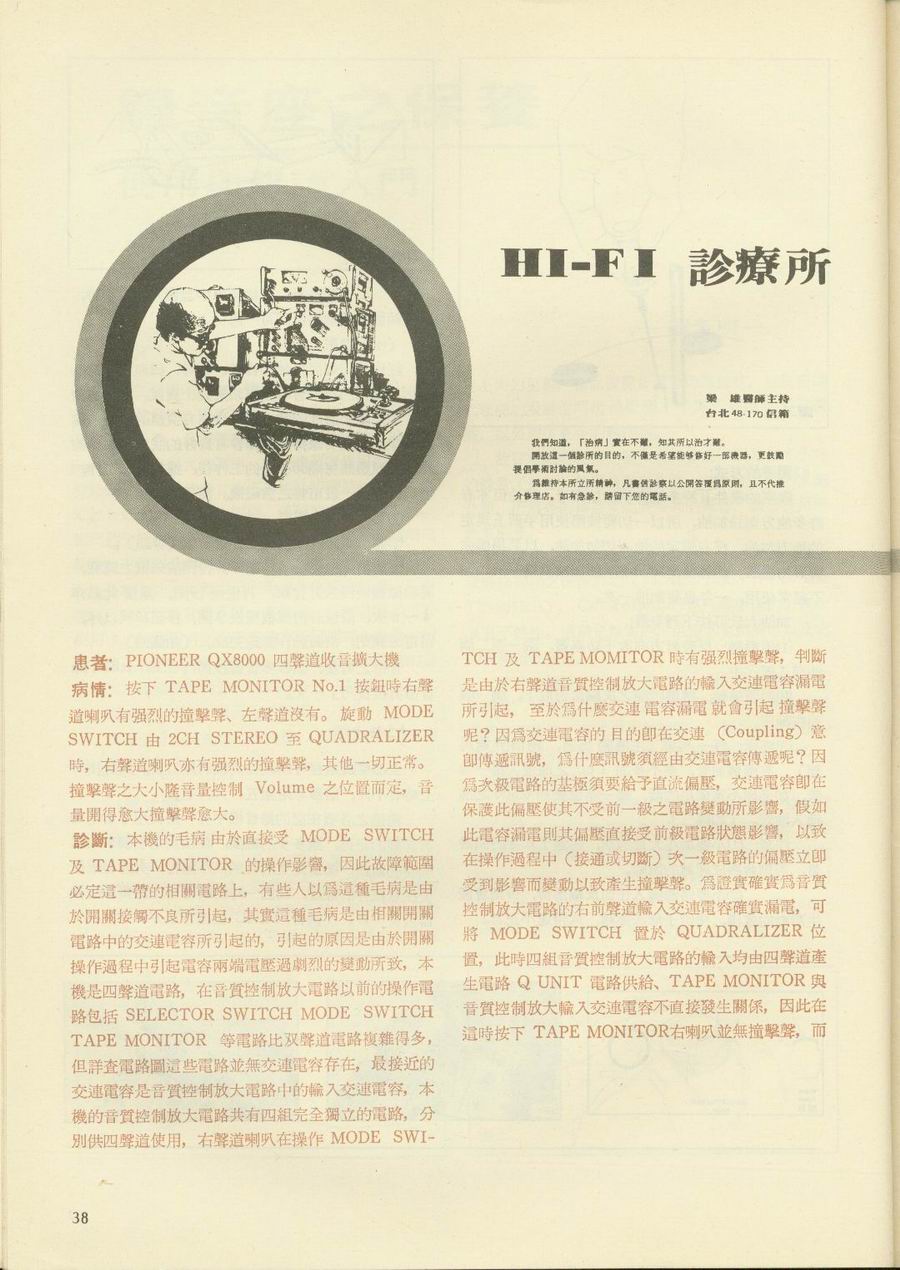 HI-FI 診療所
梁　雄醫師主持
台北48-170信箱
我們知道，「治病」實在不難，知其所以治才難。
開放這一個診所的目的，不僅是希望能够修好一部機器，更鼓勵
提倡學術討論的風氣。
爲維持本所立所精神，凡書信診察以公開答覆爲原則，且不代推
介修理店。如有急診，請留下您的電話。
患者：PIONEER QX8000 四聲道收音擴大機
病情：按下 TAPE MONITOR No.1 按鈕時右聲
道喇叭有强烈的撞擊聲、左聲道沒有。旋動 MODE
SWITCH 由 2CH STEREO 至 QUADRALIZER
時，右聲道喇叭亦有强烈的撞擊聲，其他一切正常。
撞擊聲之大小隨音量控制 Volume 之位置而定，音
量開得愈大撞擊聲愈大。
診斷：本機的毛病由於直接受 MODE SWITCH
及 TAPE MONITOR 的操作影響，因此故障範圍
必定這一帶的相關電路上，有些人以爲這種毛病是由
於開關接觸不良所引起，其實這種毛病是由相關開關
電路中的交連電容所引起的，引起的原因是由於開關
操作過程中引起電容兩端電壓過劇烈的變動所致，本
機是四聲道電路，在音質控制放大電路以前的操作電
路包括 SELECTOR SWITCH MODE SWITCH
TAPE MONITOR 等電路比双聲道電路複雜得多，
但詳查電路圖這些電路並無交連電容存在，最接近的
交連電容是音質控制放大電路中的輸入交連電容，本
機的音質控制放大電路共有四組完全獨立的電路，分
別供四聲道使用，右聲道喇叭在操作 MODE SWI-
TCH 及 TAPE MOMITOR 時有强烈撞擊聲，判斷
是由於右聲道音質控制放大電路的輸入交連電容漏電
所引起，至於爲什麼交連電容漏電就會引起撞擊聲
呢？因爲交連電容的目的卽在交連（Coupling）意
卽傳遞訊號，爲什麼訊號須經由交連電容傳遞呢？因
爲次級電路的基極須要給予直流偏壓，交連電容卽在
保護此偏壓使其不受前一級之電路變動所影響，假如
此電容漏電則其偏壓直接受前級電路狀態影響，以致
在操作過程中（接通或切斷）次一級電路的偏壓立卽
受到影響而變動以致產生撞擊聲。爲證實確實爲音質
控制放大電路的右前聲道輸入交連電容確實漏電，可
將 MODE SWITCH 置於 QUADRALIZER 位
置，此時四組音質控制放大電路的輸入均由四聲道產
生電路 Q UNIT 電路供給、TAPE MONITOR 與
音質控制放大輸入交連電容不直接發生關係，因此在
這時按下 TAPE MONITOR右喇叭並無撞擊聲，而
38